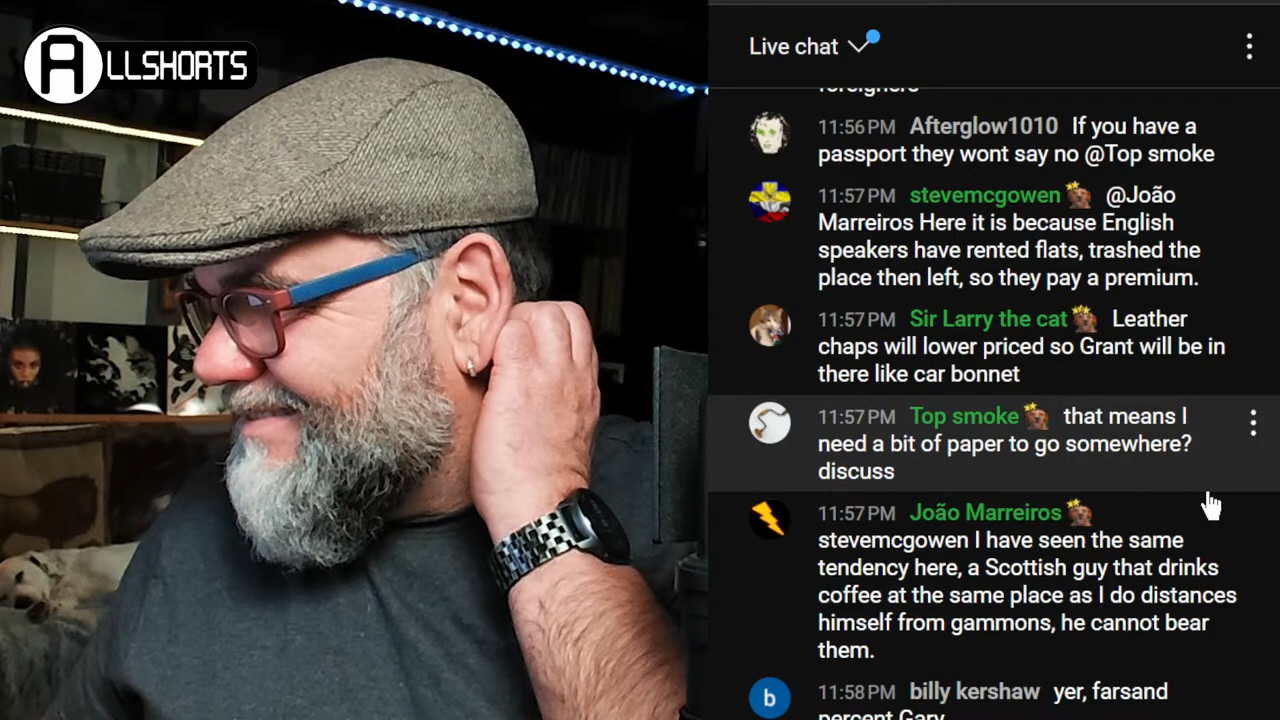 ALLSHORTS
Live chat
foreigners
11:56 PM Afterglow1010 If you have a
passport they wont say no @Top smoke
11:57 PM stevemcgowen @João
Marreiros Here it is because English
speakers have rented flats, trashed the
place then left, so they pay a premium.
11:57 PM Sir Larry the cat Leather
chaps will lower priced so Grant will be in
there like car bonnet
11:57 PM Top smoke that means I
need a bit of paper to go somewhere?
discuss
11:57 PM João Marreiros
stevemcgowen I have seen the same
tendency here, a Scottish guy that drinks
coffee at the same place as I do distances
himself from gammons, he cannot bear
them.
b
11:58 PM billy kershaw yer, farsand
percent Gary